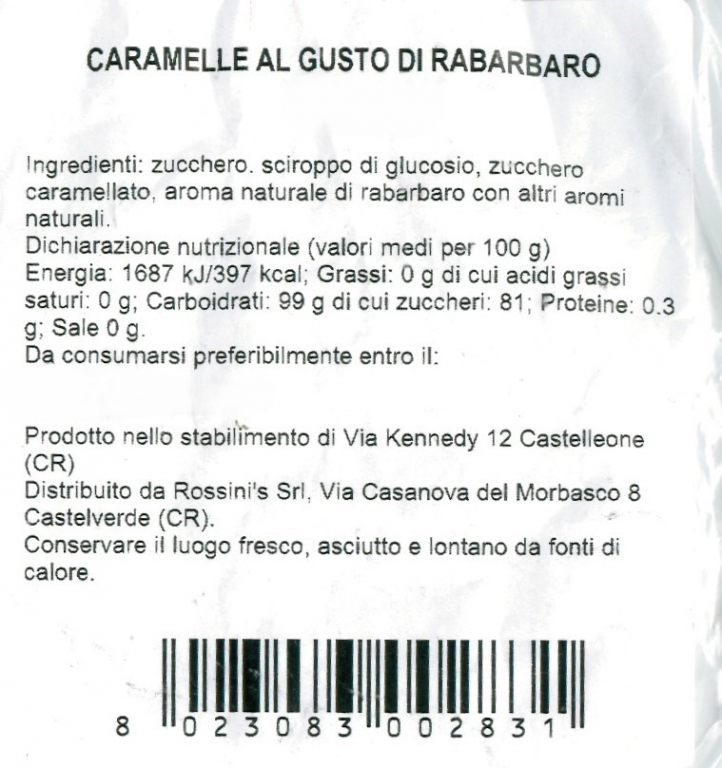 CARAMELLE AL GUSTO DI RABARBARO
Ingredienti: zucchero. sciroppo di glucosio, zucchero
caramellato, aroma naturale di rabarbaro con altri aromi
naturali.
Dichiarazione nutrizionale (valori medi per 100 g)
Energia: 1687 kJ/397 kcal; Grassi: 0 g di cui acidi grassi
saturi: 0 g; Carboidrati: 99 g di cui zuccheri: 81; Proteine: 0.3
g; Sale 0 g.
Da consumarsi preferibilmente entro il:
Prodotto nello stabilimento di Via Kennedy 12 Castelleone
(CR)
Distribuito da Rossini's Srl, Via Casanova del Morbasco 8
Castelverde (CR).
Conservare il luogo fresco, asciutto e lontano da fonti di
calore.
8 023083 002831